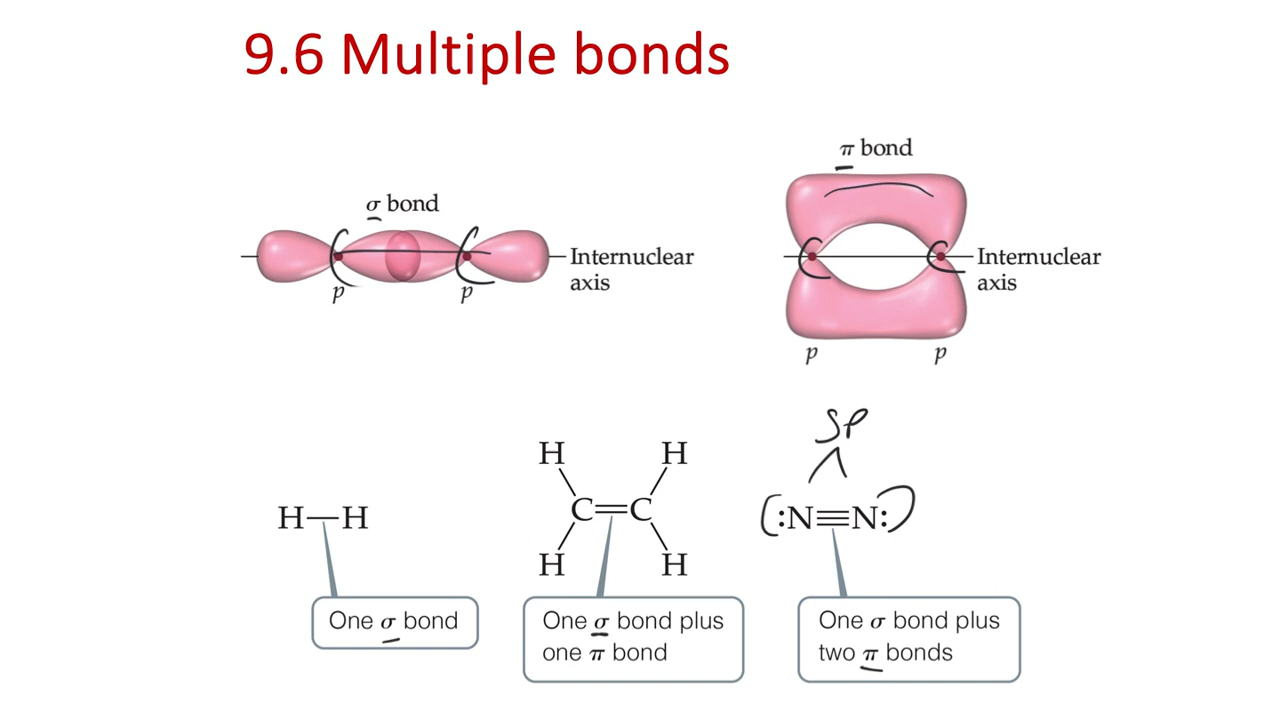 9.6 Multiple bonds
σ bond
Internuclear
axis
p p
π bond
Internuclear
axis
p p
H—H
One σ bond
H H
C=C
H H
One σ bond plus
one π bond
SP
:N≡N:
One σ bond plus
two π bonds